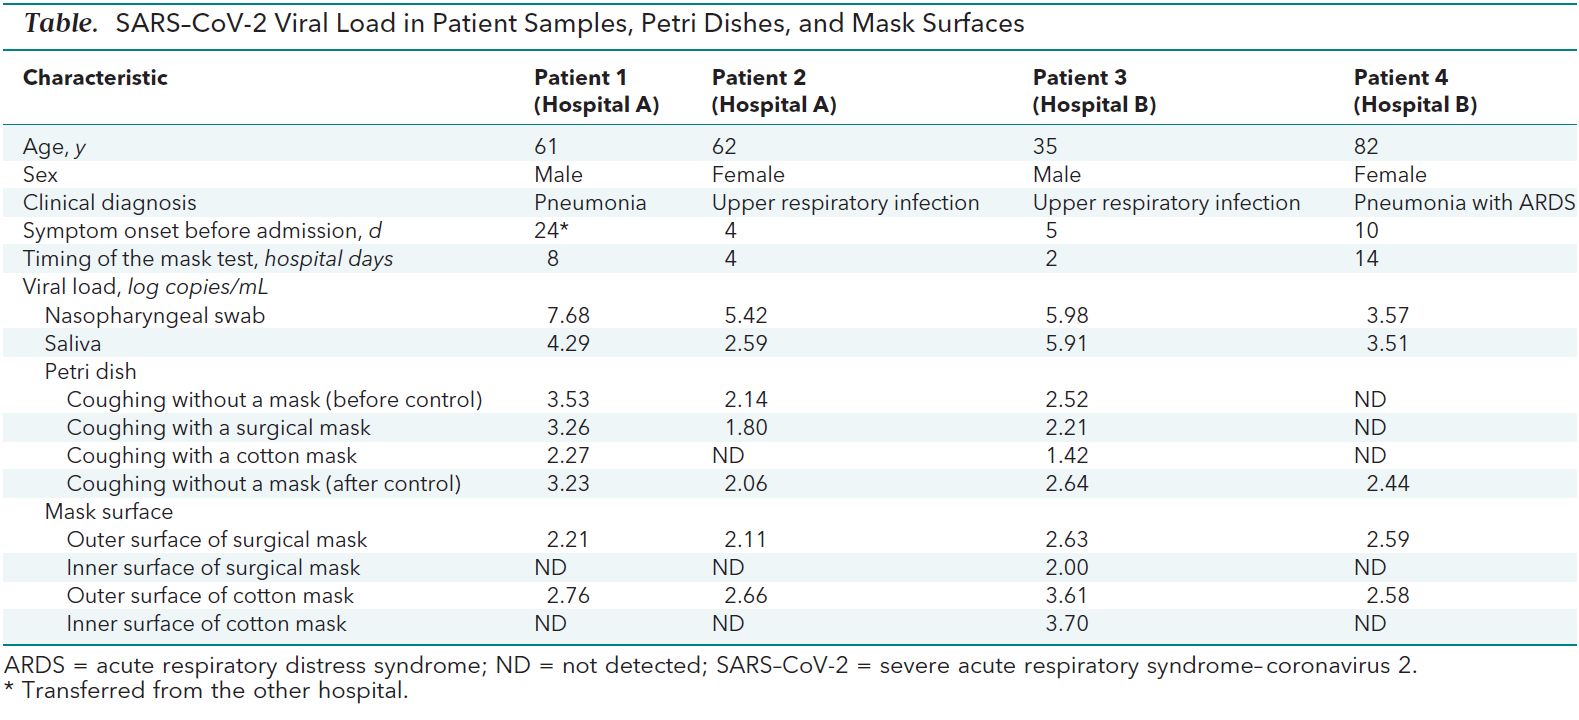 Table. SARS–CoV-2 Viral Load in Patient Samples, Petri Dishes, and Mask Surfaces
Characteristic Patient 1 (Hospital A) Patient 2 (Hospital A) Patient 3 (Hospital B) Patient 4 (Hospital B)
Age, y 61 62 35 82
Sex Male Female Male Female
Clinical diagnosis Pneumonia Upper respiratory infection Upper respiratory infection Pneumonia with ARDS
Symptom onset before admission, d 24* 4 5 10
Timing of the mask test, hospital days 8 4 2 14
Viral load, log copies/mL
Nasopharyngeal swab 7.68 5.42 5.98 3.57
Saliva 4.29 2.59 5.91 3.51
Petri dish
Coughing without a mask (before control) 3.53 2.14 2.52 ND
Coughing with a surgical mask 3.26 1.80 2.21 ND
Coughing with a cotton mask 2.27 ND 1.42 ND
Coughing without a mask (after control) 3.23 2.06 2.64 2.44
Mask surface
Outer surface of surgical mask 2.21 2.11 2.63 2.59
Inner surface of surgical mask ND ND 2.00 ND
Outer surface of cotton mask 2.76 2.66 3.61 2.58
Inner surface of cotton mask ND ND 3.70 ND
ARDS = acute respiratory distress syndrome; ND = not detected; SARS–CoV-2 = severe acute respiratory syndrome–coronavirus 2.
* Transferred from the other hospital.